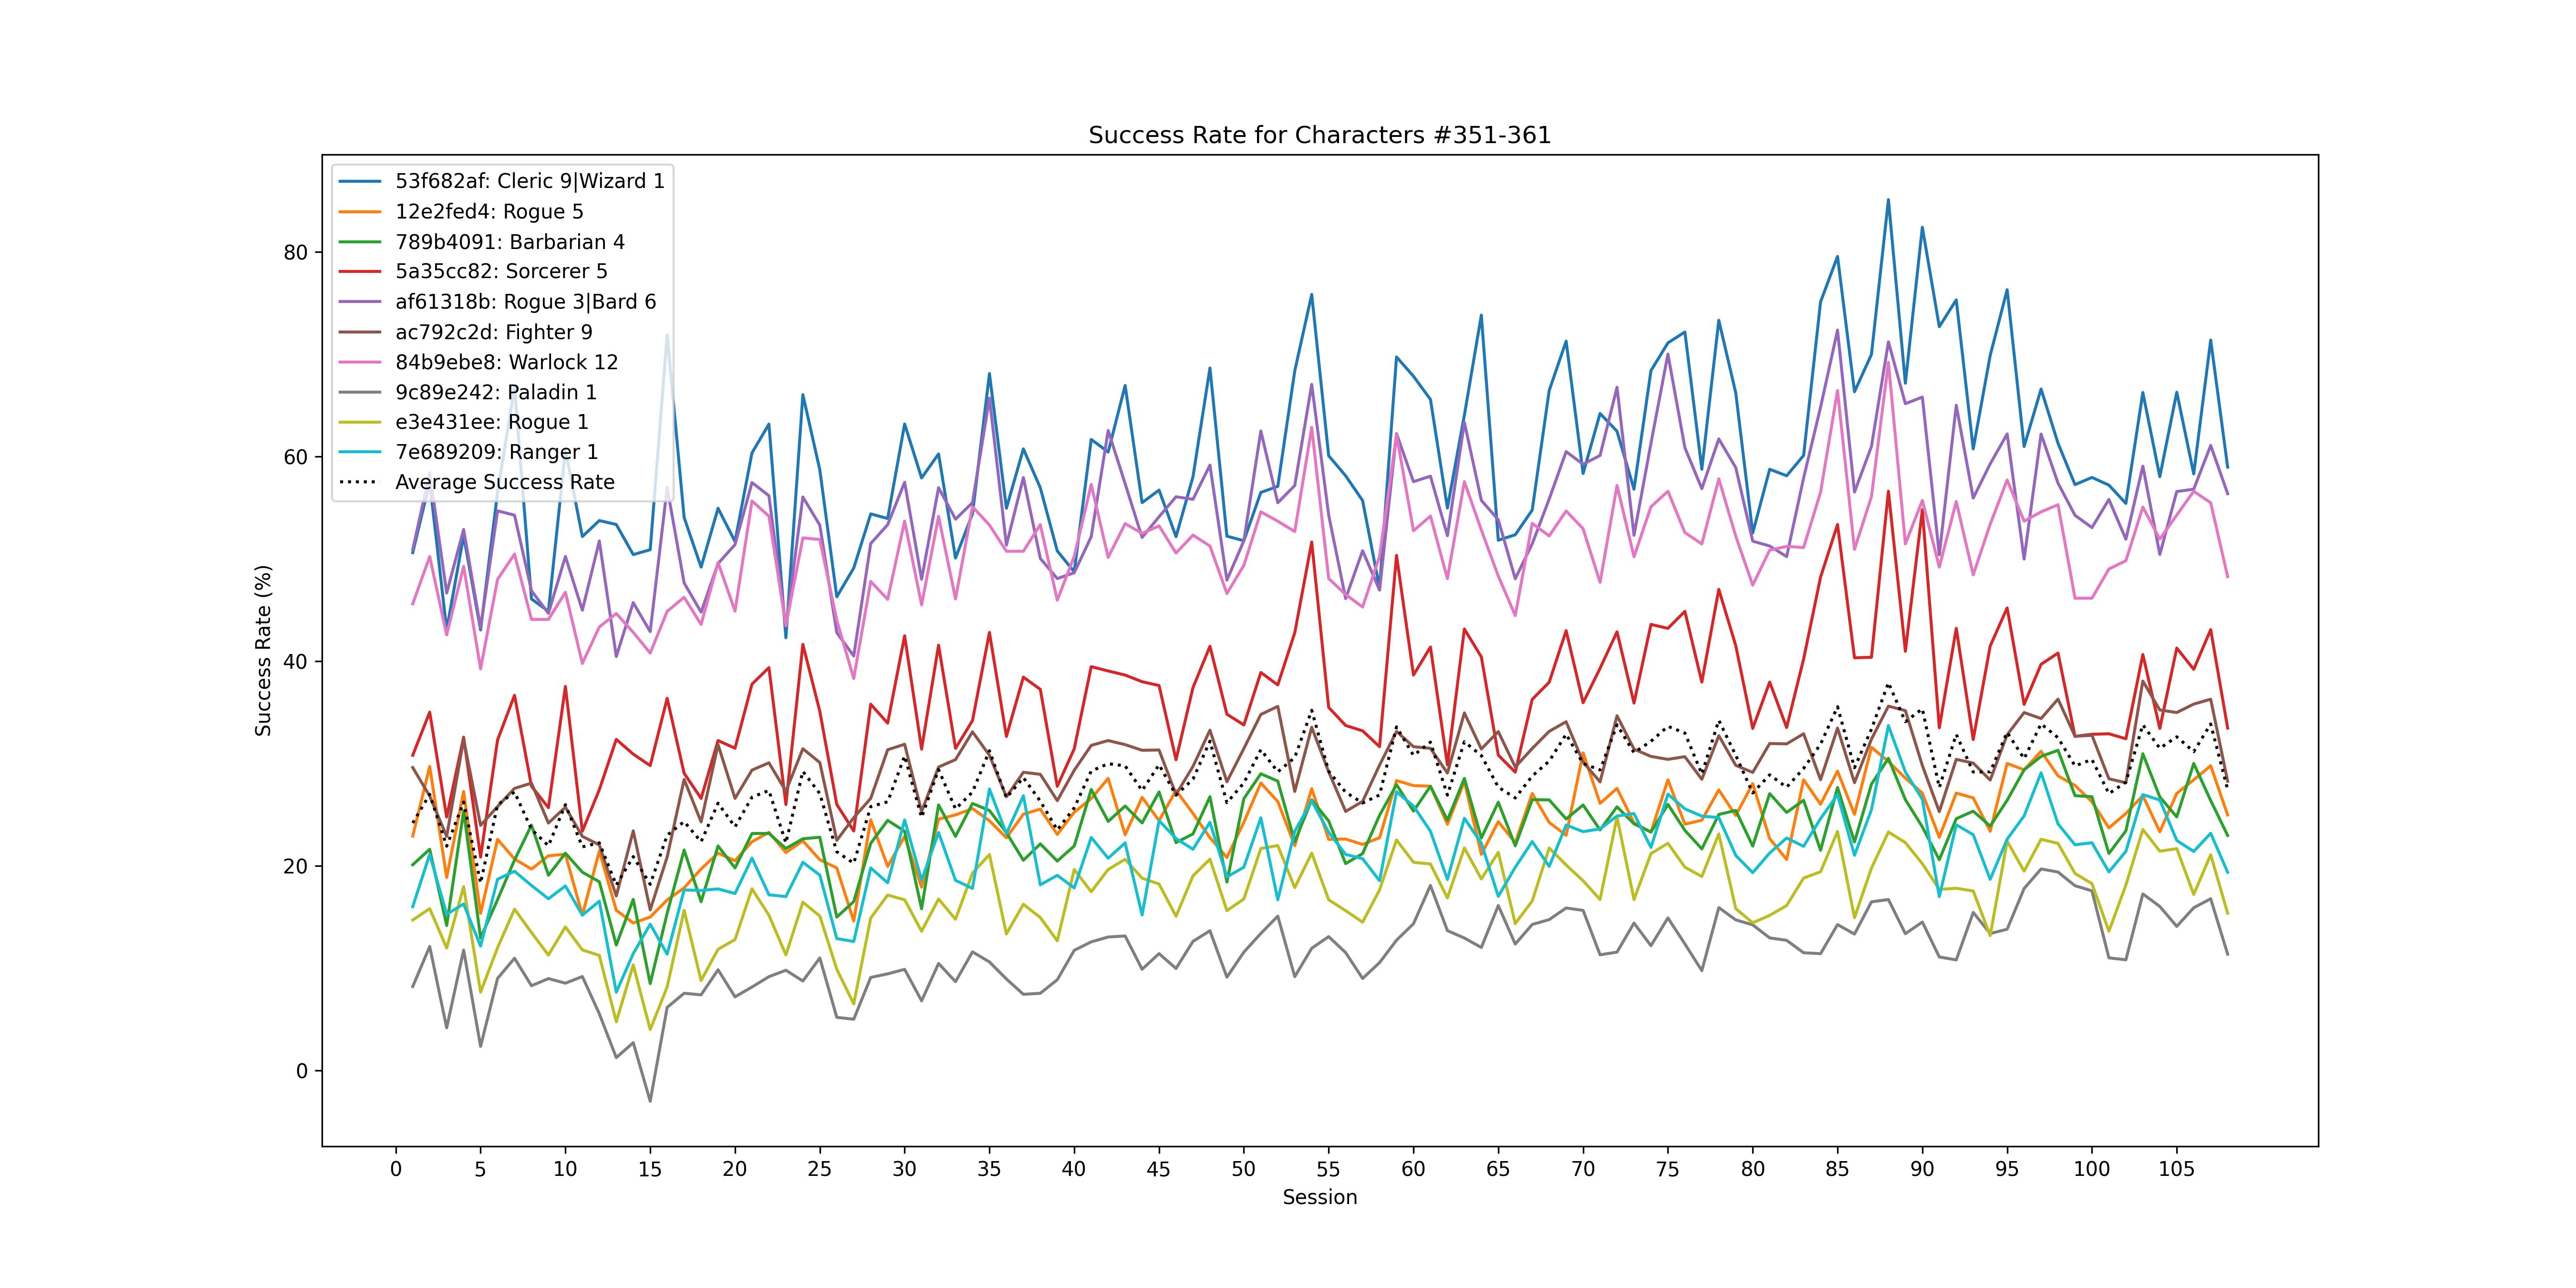 Success Rate for Characters #351-361
53f682af: Cleric 9|Wizard 1
12e2fed4: Rogue 5
789b4091: Barbarian 4
5a35cc82: Sorcerer 5
af61318b: Rogue 3|Bard 6
ac792c2d: Fighter 9
84b9ebe8: Warlock 12
9c89e242: Paladin 1
e3e431ee: Rogue 1
7e689209: Ranger 1
Average Success Rate
Success Rate (%)
80
60
40
20
0
0 5 10 15 20 25 30 35 40 45 50 55 60 65 70 75 80 85 90 95 100 105
Session